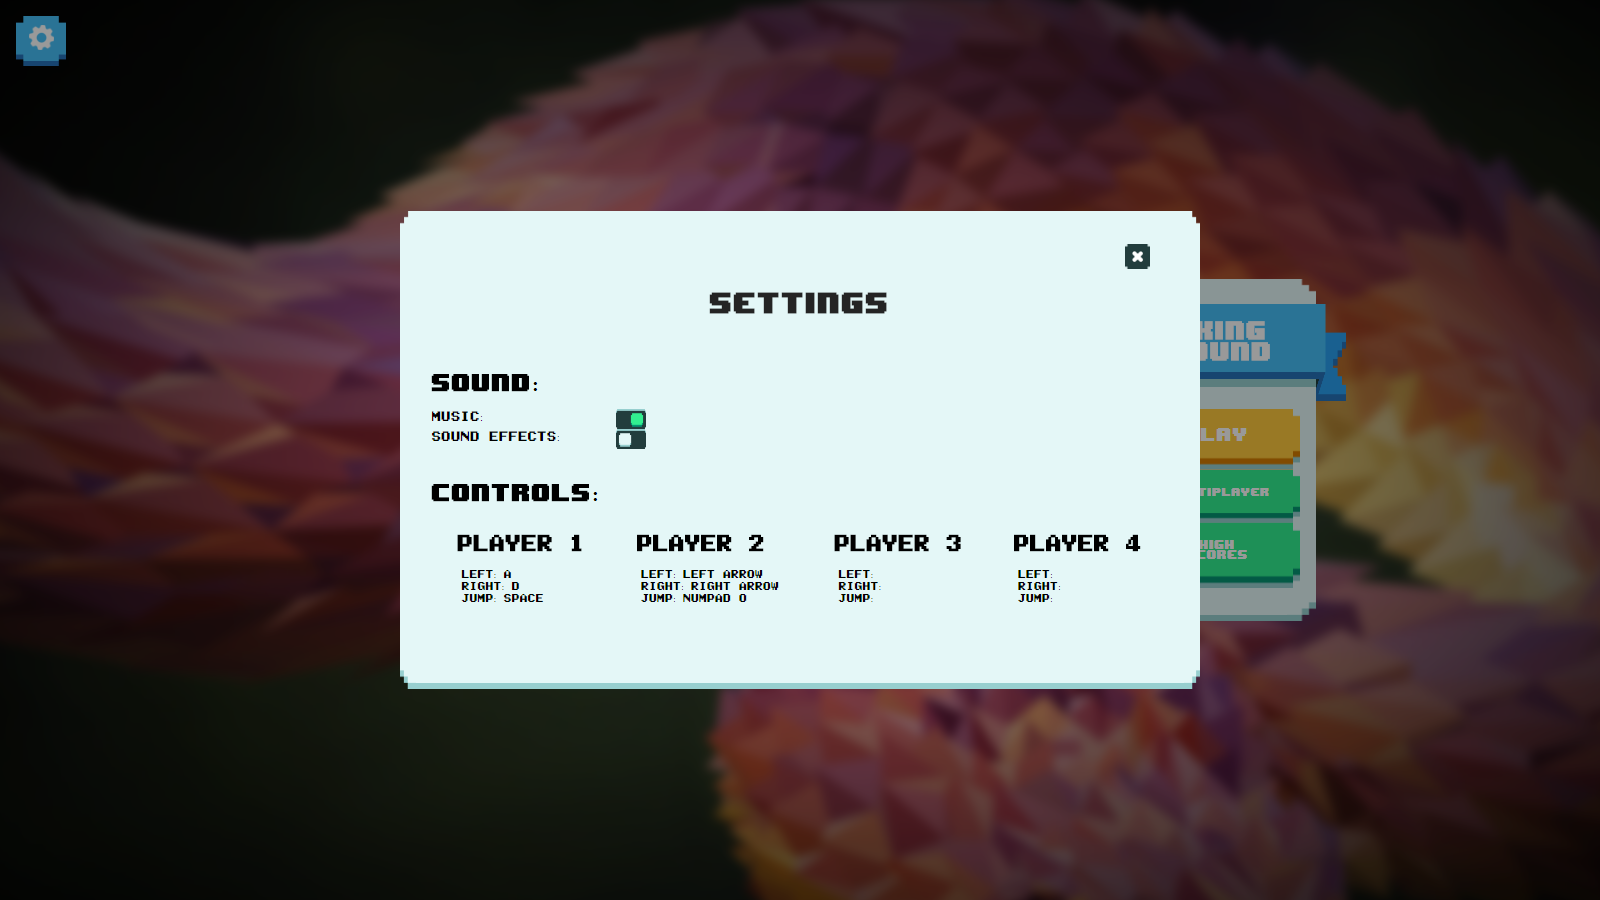 SETTINGS
SOUND:
MUSIC:
SOUND EFFECTS:
CONTROLS:
PLAYER 1
LEFT: A
RIGHT: D
JUMP: SPACE
PLAYER 2
LEFT: LEFT ARROW
RIGHT: RIGHT ARROW
JUMP: NUMPAD 0
PLAYER 3
LEFT:
RIGHT:
JUMP:
PLAYER 4
LEFT:
RIGHT:
JUMP: